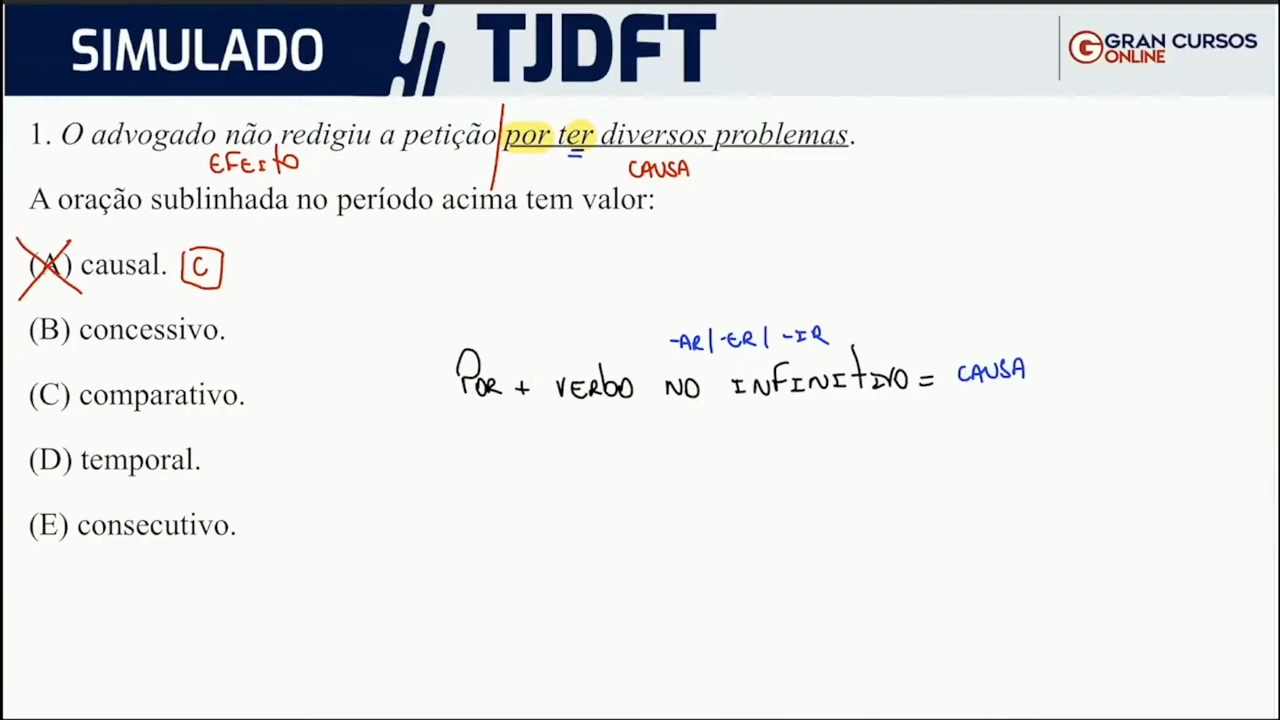 SIMULADO TJDFT GRAN CURSOS
ONLINE
1. O advogado não redigiu a petição por ter diversos problemas.
EFEITO CAUSA
A oração sublinhada no período acima tem valor:
(A) causal. C
(B) concessivo.
-AR| -ER| -IR
POR + VERBO NO INFINITIVO = CAUSA
(C) comparativo.
(D) temporal.
(E) consecutivo.